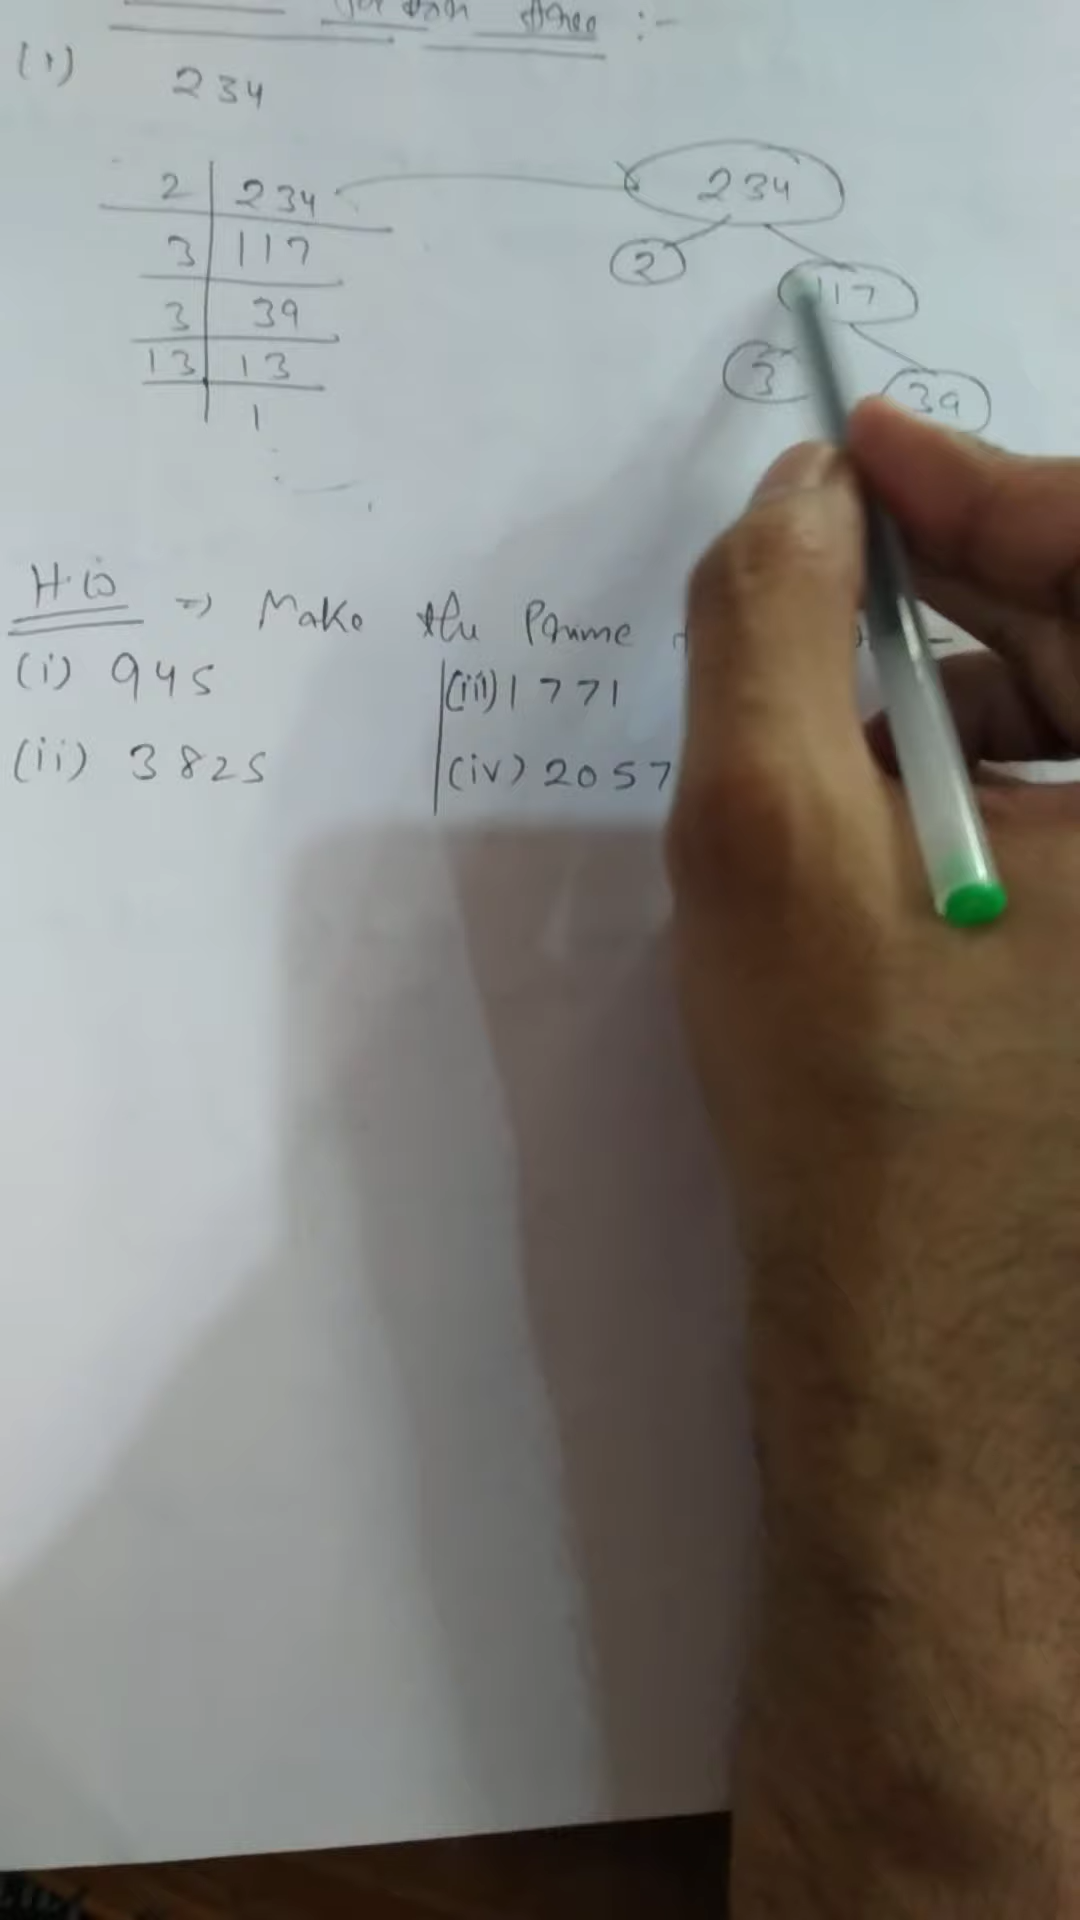 :-
(1) 234
2 | 234
3 | 117
3 | 39
13 | 13
1
234
2 117
3 39
H.W => Make the Prime
(i) 945
(iii) 1771
(ii) 3825
(iv) 2057